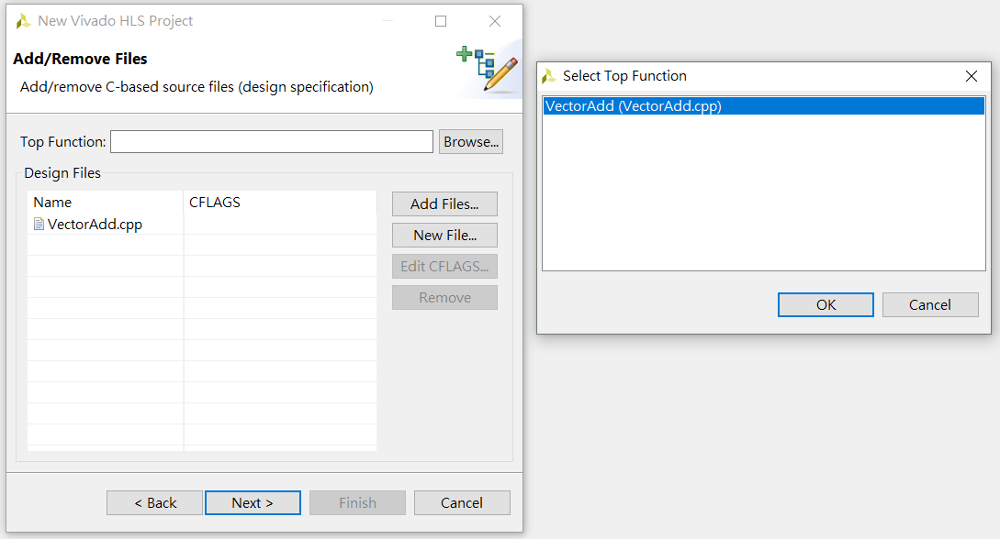 New Vivado HLS Project
Add/Remove Files
Add/remove C-based source files (design specification)
Top Function:
Browse...
Design Files
Name CFLAGS
VectorAdd.cpp
Add Files...
New File...
Edit CFLAGS...
Remove
< Back
Next >
Finish
Cancel
Select Top Function
VectorAdd (VectorAdd.cpp)
OK
Cancel